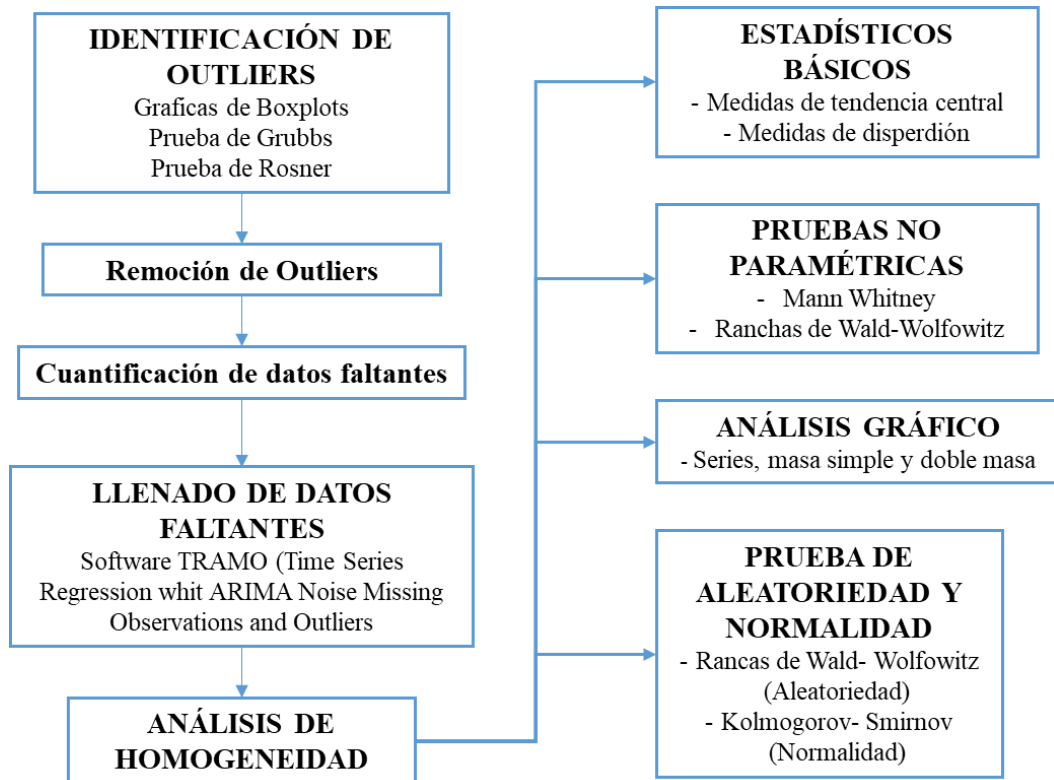 IDENTIFICACIÓN DE
OUTLIERS
Graficas de Boxplots
Prueba de Grubbs
Prueba de Rosner
Remoción de Outliers
Cuantificación de datos faltantes
LLENADO DE DATOS
FALTANTES
Software TRAMO (Time Series
Regression whit ARIMA Noise Missing
Observations and Outliers
ANÁLISIS DE
HOMOGENEIDAD
ESTADÍSTICOS
BÁSICOS
- Medidas de tendencia central
- Medidas de disperdión
PRUEBAS NO
PARAMÉTRICAS
- Mann Whitney
- Ranchas de Wald-Wolfowitz
ANÁLISIS GRÁFICO
- Series, masa simple y doble masa
PRUEBA DE
ALEATORIEDAD Y
NORMALIDAD
- Rancas de Wald- Wolfowitz
(Aleatoriedad)
- Kolmogorov- Smirnov
(Normalidad)